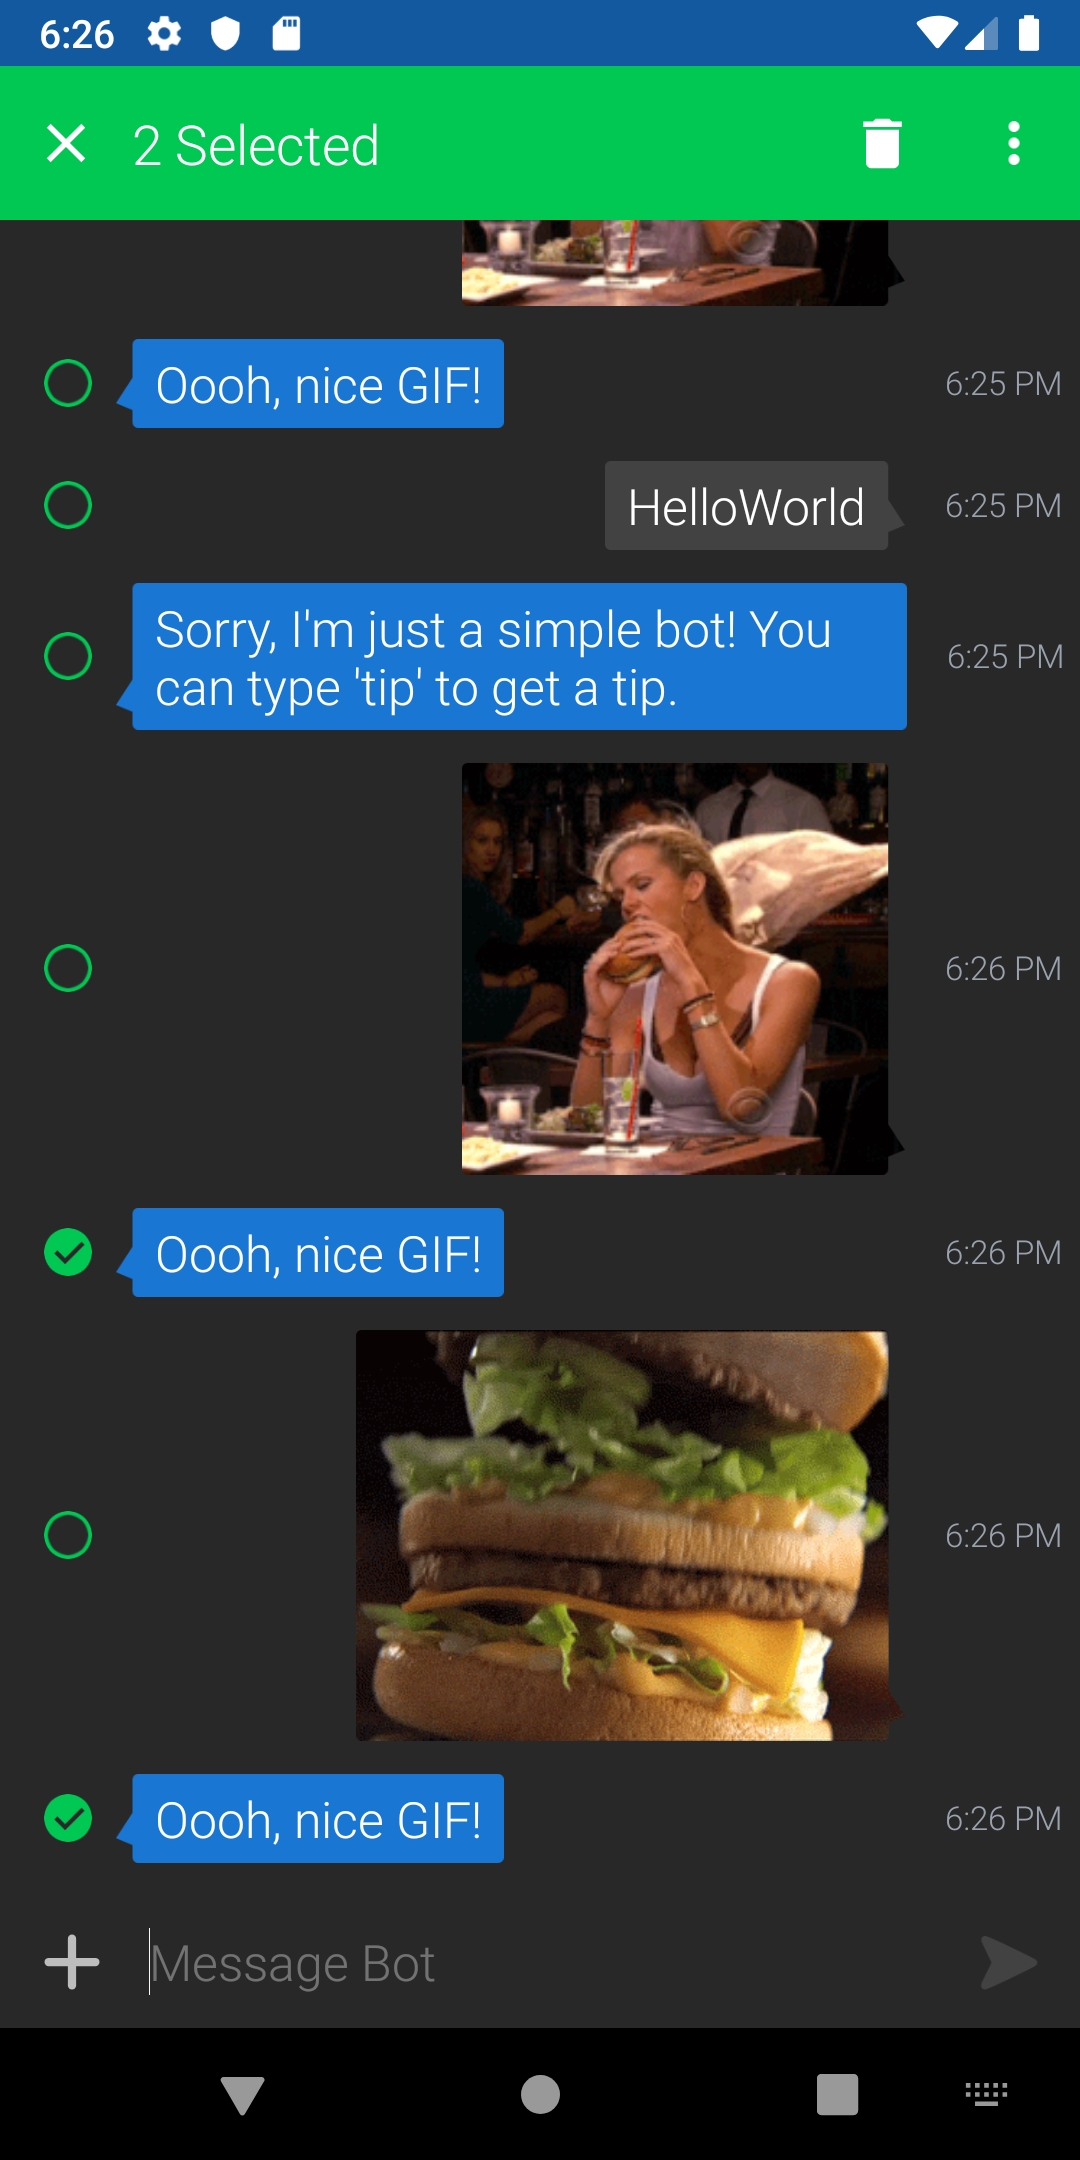 6:26
2 Selected
Oooh, nice GIF!
6:25 PM
HelloWorld
6:25 PM
Sorry, I'm just a simple bot! You
can type 'tip' to get a tip.
6:25 PM
6:26 PM
Oooh, nice GIF!
6:26 PM
6:26 PM
Oooh, nice GIF!
6:26 PM
Message Bot